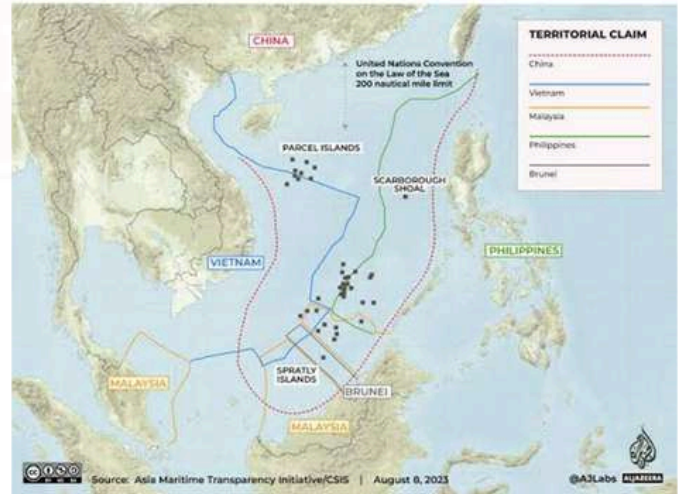 CHINA
United Nations Convention
on the Law of the Sea
200 nautical mile limit
TERRITORIAL CLAIM
China
Vietnam
Malaysia
Philippines
Brunei
PARCEL ISLANDS
SCARBOROUGH
SHOAL
VIETNAM
PHILIPPINES
MALAYSIA
SPRATLY
ISLANDS
BRUNEI
MALAYSIA
Source: Asia Maritime Transparency Initiative/CSIS | August 8, 2023
@AJLabs ALJAZEERA